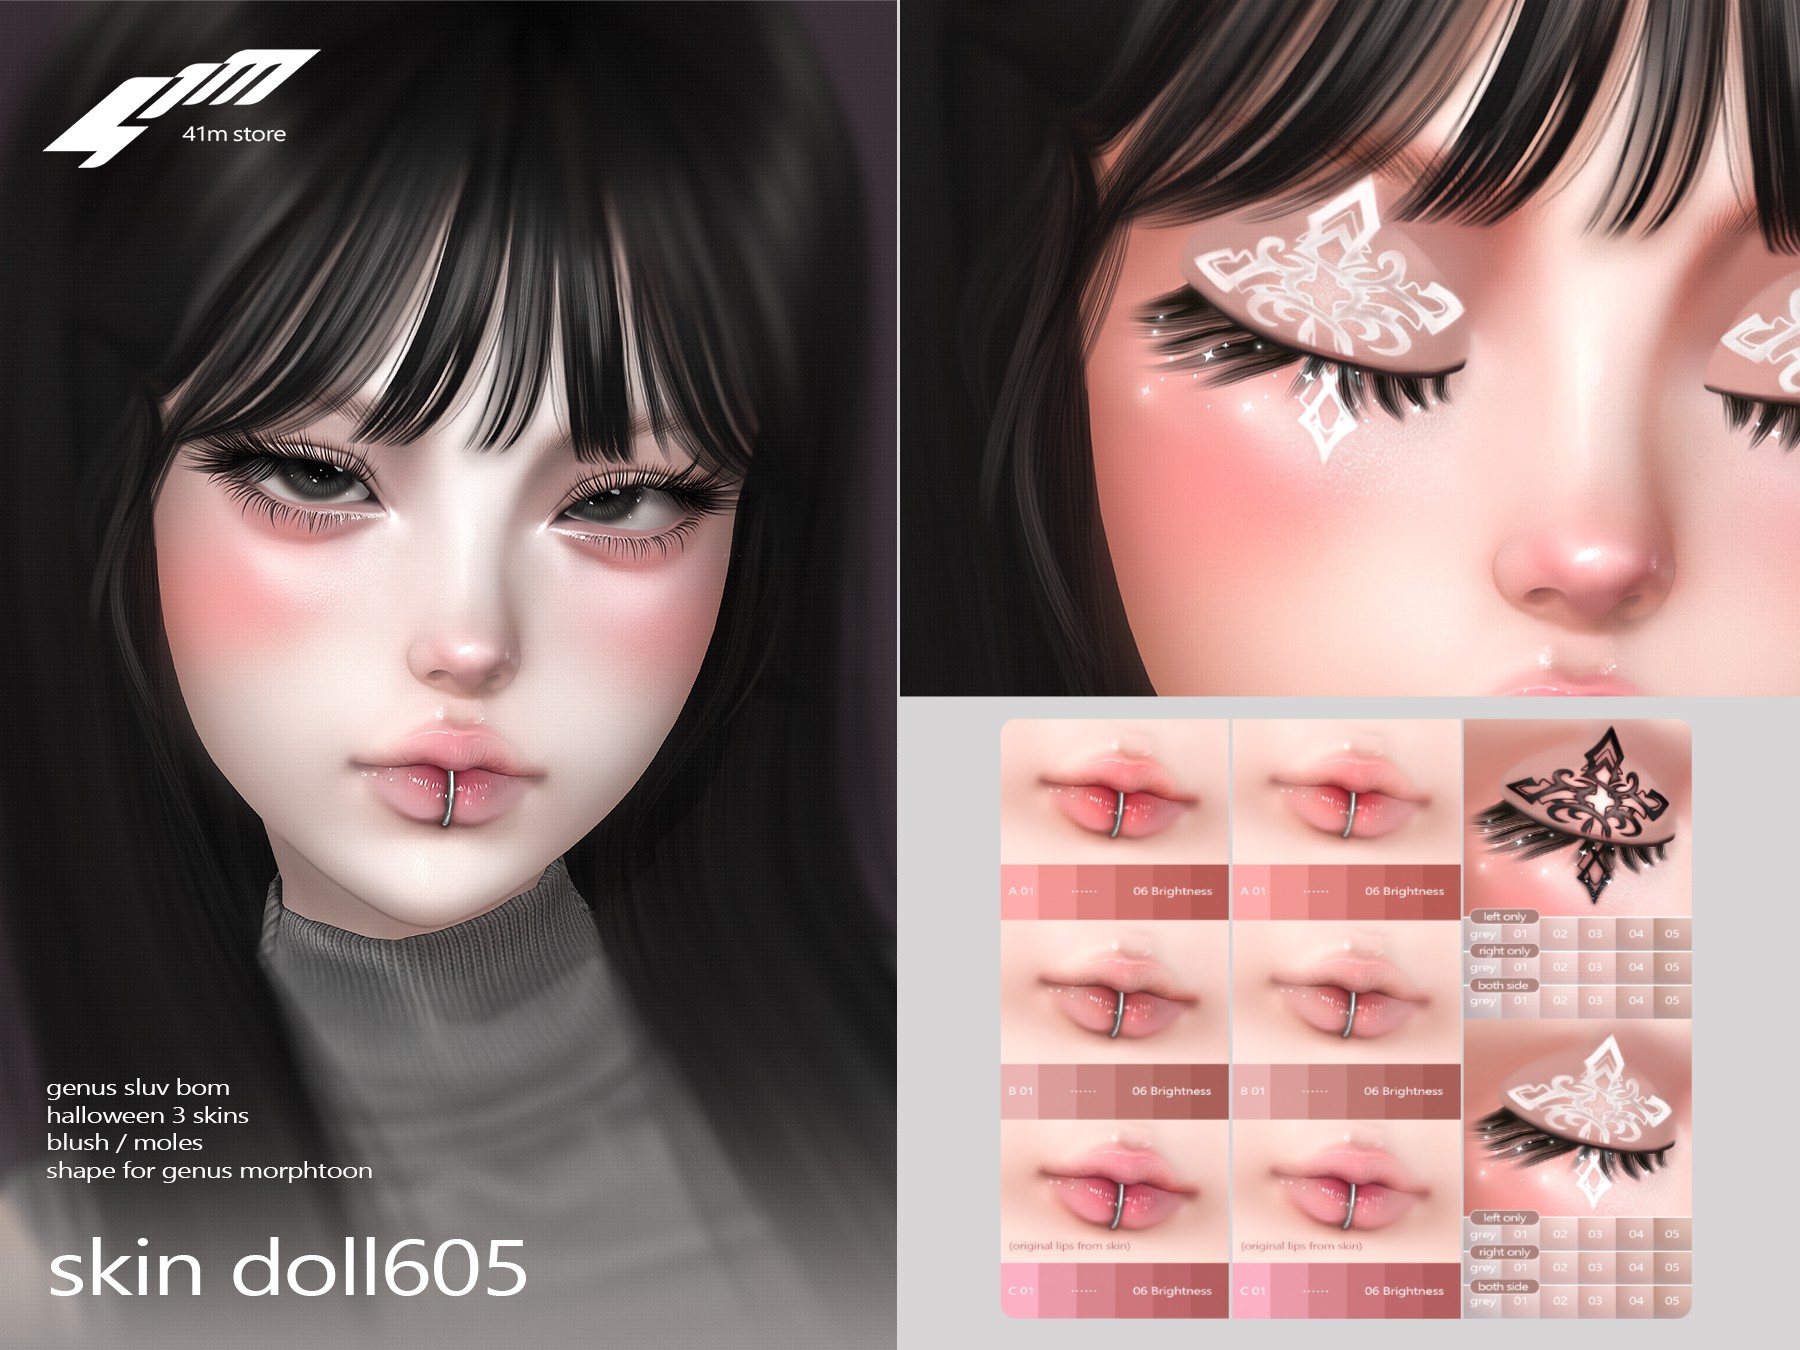 41m
41m store
genus sluv bom
halloween 3 skins
blush / moles
shape for genus morphtoon
skin doll605
A 01 ...... 06 Brightness
A 01 ...... 06 Brightness
B 01 ...... 06 Brightness
B 01 ...... 06 Brightness
(original lips from skin)
(original lips from skin)
C 01 ...... 06 Brightness
C 01 ...... 06 Brightness
left only
grey 01 02 03 04 05
right only
grey 01 02 03 04 05
both side
grey 01 02 03 04 05
left only
grey 01 02 03 04 05
right only
grey 01 02 03 04 05
both side
grey 01 02 03 04 05